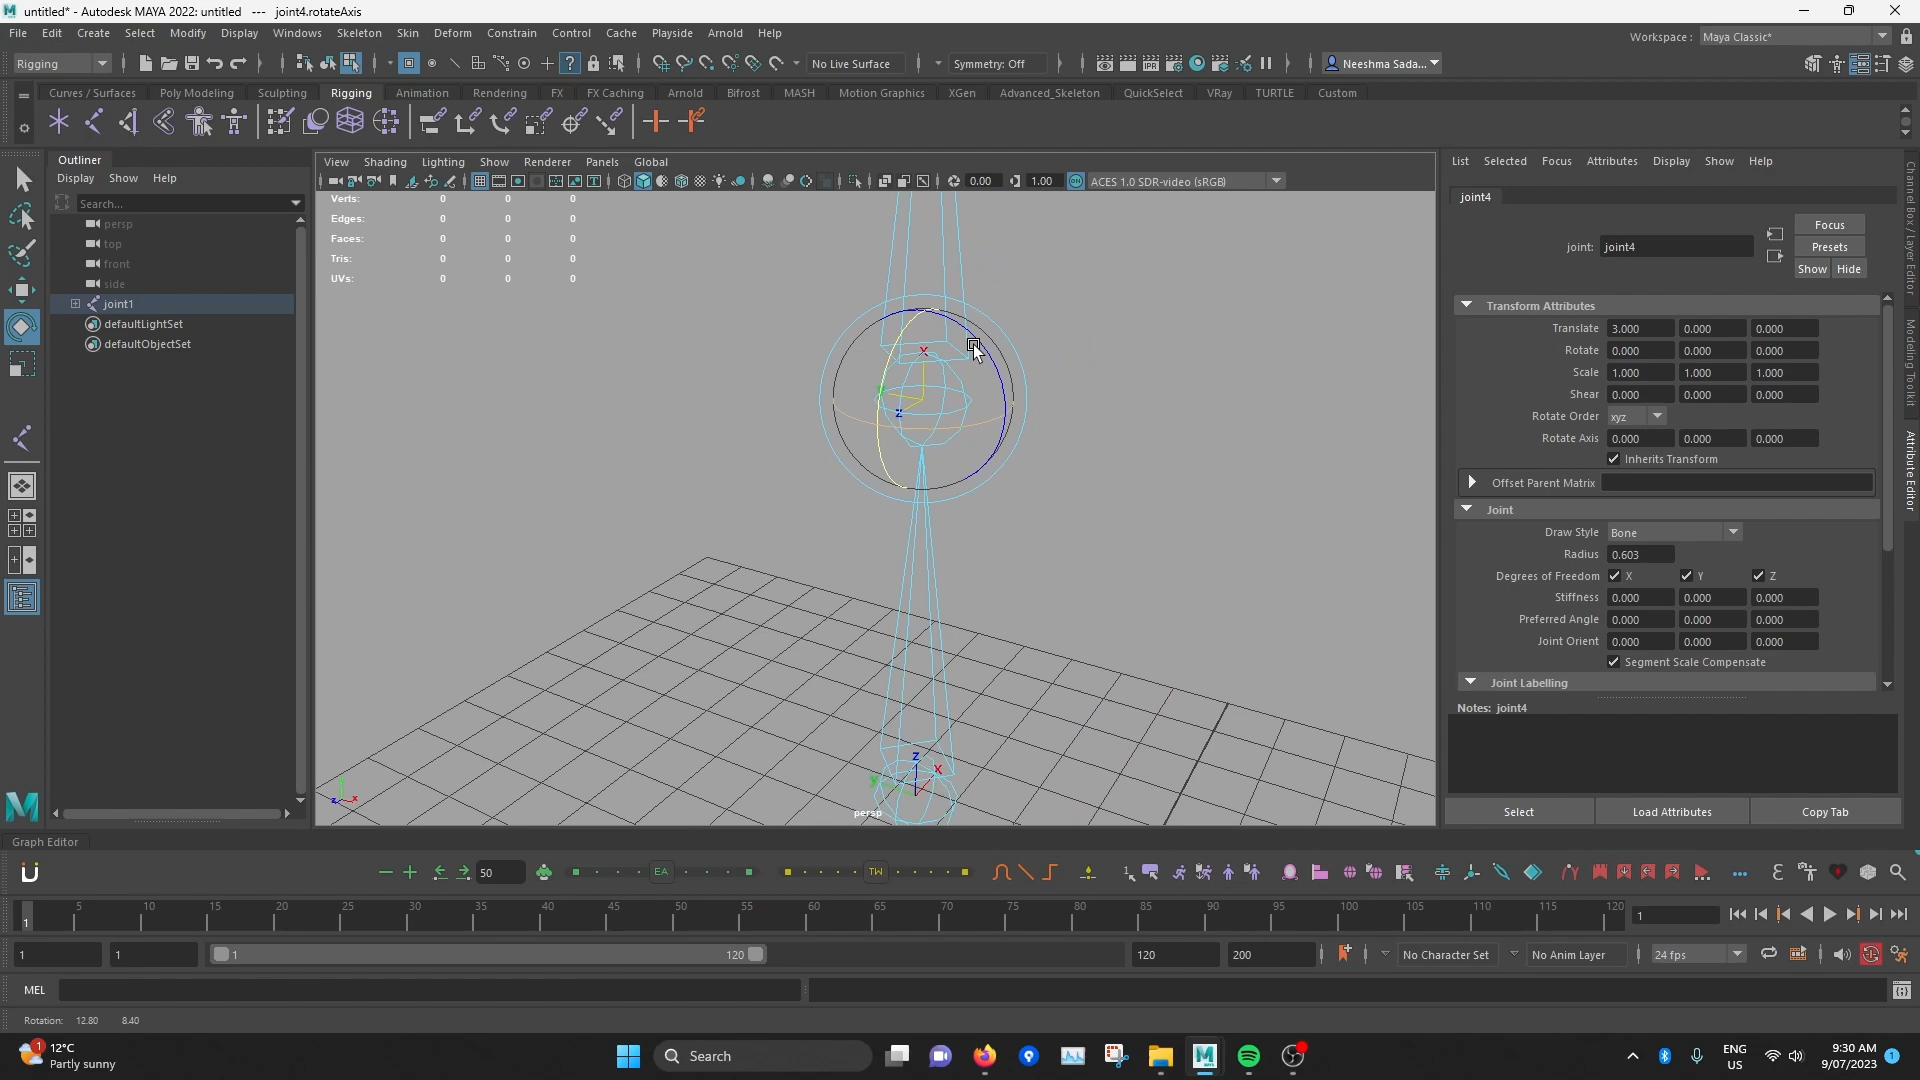 untitled* - Autodesk MAYA 2022: untitled --- joint4.rotateAxis
File Edit Create Select Modify Display Windows Skeleton Skin Deform Constrain Control Cache Playside Arnold Help
Workspace : Maya Classic*
Rigging No Live Surface Symmetry: Off Neeshma Sada...
Curves / Surfaces Poly Modeling Sculpting Rigging Animation Rendering FX FX Caching Arnold Bifrost MASH Motion Graphics XGen Advanced_Skeleton QuickSelect VRay TURTLE Custom
Outliner
Display Show Help
Search...
persp
top
front
side
joint1
defaultLightSet
defaultObjectSet
View Shading Lighting Show Renderer Panels Global
0.00 1.00 ON ACES 1.0 SDR-video (sRGB)
Verts: 0 0 0
Edges: 0 0 0
Faces: 0 0 0
Tris: 0 0 0
UVs: 0 0 0
x
y
z
z
x
y
persp
y
z x
List Selected Focus Attributes Display Show Help
joint4
joint: joint4
Focus
Presets
Show Hide
Transform Attributes
Translate 3.000 0.000 0.000
Rotate 0.000 0.000 0.000
Scale 1.000 1.000 1.000
Shear 0.000 0.000 0.000
Rotate Order xyz
Rotate Axis 0.000 0.000 0.000
Inherits Transform
Offset Parent Matrix
Joint
Draw Style Bone
Radius 0.603
Degrees of Freedom X Y Z
Stiffness 0.000 0.000 0.000
Preferred Angle 0.000 0.000 0.000
Joint Orient 0.000 0.000 0.000
Segment Scale Compensate
Joint Labelling
Notes: joint4
Select Load Attributes Copy Tab
Channel Box / Layer Editor
Modeling Toolkit
Attribute Editor
Graph Editor
50 EA TW
5 10 15 20 25 30 35 40 45 50 55 60 65 70 75 80 85 90 95 100 105 110 115 120
1 1
1 1 1 120 120 200 No Character Set No Anim Layer 24 fps
MEL
Rotation: 12.80 8.40
12°C
Partly sunny
1
Search
ENG
US
9:30 AM
9/07/2023
1